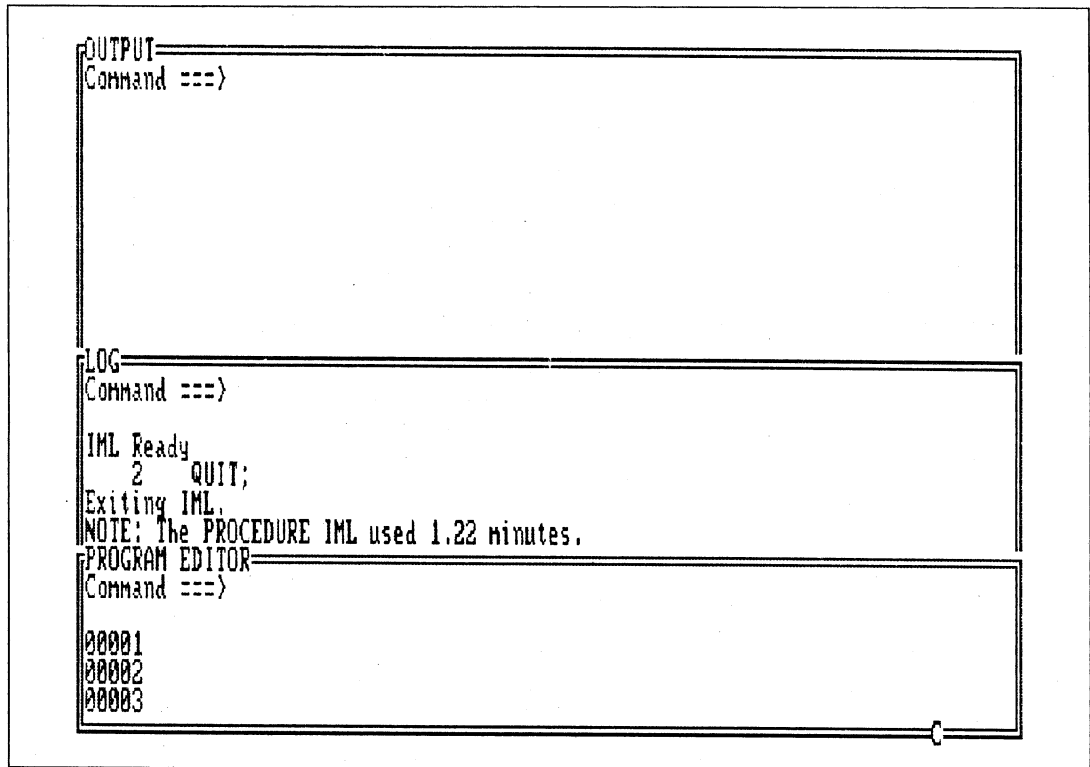 OUTPUT
Command ===>
LOG
Command ===>
IML Ready
2 QUIT;
Exiting IML.
NOTE: The PROCEDURE IML used 1.22 minutes.
PROGRAM EDITOR
Command ===>
00001
00002
00003
C